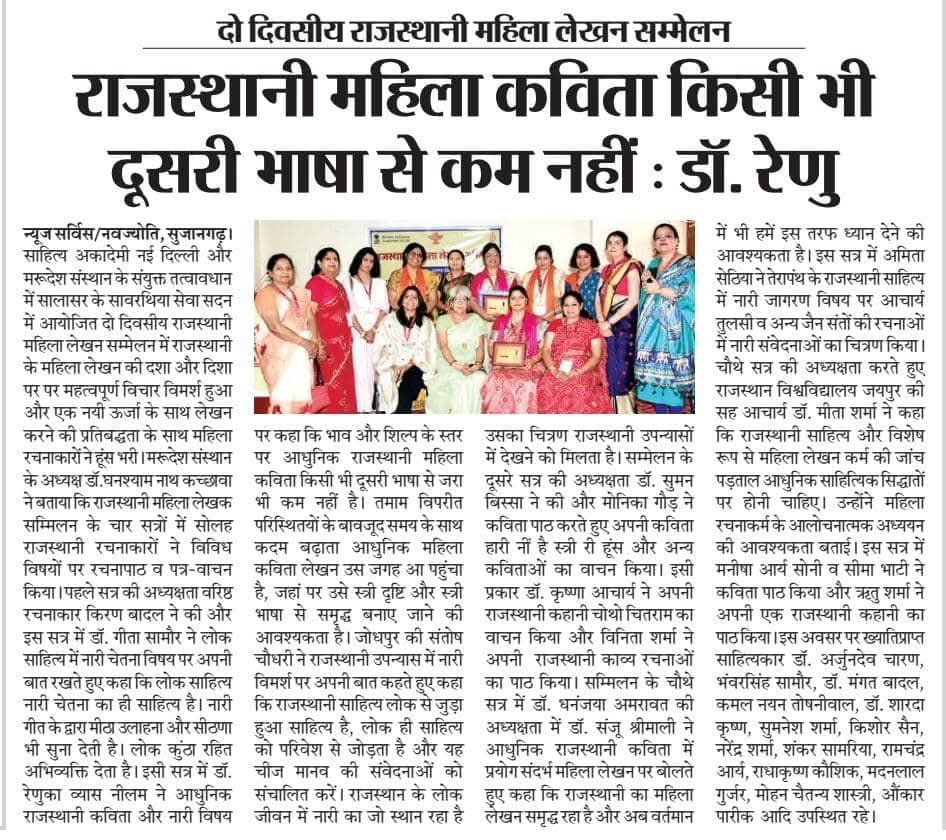 दो दिवसीय राजस्थानी महिला लेखन सम्मेलन
राजस्थानी महिला कविता किसी भी
दूसरी भाषा से कम नहीं : डॉ. रेणु
न्यूज सर्विस/नवज्योति, सुजानगढ़।
साहित्य अकादेमी नई दिल्ली और
मरूदेश संस्थान के संयुक्त तत्वावधान
में सालासर के सावरथिया सेवा सदन
में आयोजित दो दिवसीय राजस्थानी
महिला लेखन सम्मेलन में राजस्थानी
के महिला लेखन की दशा और दिशा
पर पर महत्वपूर्ण विचार विमर्श हुआ
और एक नयी ऊर्जा के साथ लेखन
करने की प्रतिबद्धता के साथ महिला
रचनाकारों ने हूंस भरी। मरूदेश संस्थान
के अध्यक्ष डॉ.घनश्याम नाथ कच्छावा
ने बताया कि राजस्थानी महिला लेखक
सम्मिलन के चार सत्रों में सोलह
राजस्थानी रचनाकारों ने विविध
विषयों पर रचनापाठ व पत्र-वाचन
किया। पहले सत्र की अध्यक्षता वरिष्ठ
रचनाकार किरण बादल ने की और
इस सत्र में डॉ. गीता सामौर ने लोक
साहित्य में नारी चेतना विषय पर अपनी
बात रखते हुए कहा कि लोक साहित्य
नारी चेतना का ही साहित्य है। नारी
गीत के द्वारा मीठा उलाहना और सीठणा
भी सुना देती है। लोक कुंठा रहित
अभिव्यक्ति देता है। इसी सत्र में डॉ.
रेणुका व्यास नीलम ने आधुनिक
राजस्थानी कविता और नारी विषय
पर कहा कि भाव और शिल्प के स्तर
पर आधुनिक राजस्थानी महिला
कविता किसी भी दूसरी भाषा से जरा
भी कम नहीं है। तमाम विपरीत
परिस्थितयों के बावजूद समय के साथ
कदम बढ़ाता आधुनिक महिला
कविता लेखन उस जगह आ पहुंचा
है, जहां पर उसे स्त्री दृष्टि और स्त्री
भाषा से समृद्ध बनाए जाने की
आवश्यकता है। जोधपुर की संतोष
चौधरी ने राजस्थानी उपन्यास में नारी
विमर्श पर अपनी बात कहते हुए कहा
कि राजस्थानी साहित्य लोक से जुड़ा
हुआ साहित्य है, लोक ही साहित्य
को परिवेश से जोड़ता है और यह
चीज मानव की संवेदनाओं को
संचालित करें। राजस्थान के लोक
जीवन में नारी का जो स्थान रहा है
उसका चित्रण राजस्थानी उपन्यासों
में देखने को मिलता है। सम्मेलन के
दूसरे सत्र की अध्यक्षता डॉ. सुमन
बिस्सा ने की और मोनिका गौड़ ने
कविता पाठ करते हुए अपनी कविता
हारी नीं है स्त्री री हूंस और अन्य
कविताओं का वाचन किया। इसी
प्रकार डॉ. कृष्णा आचार्य ने अपनी
राजस्थानी कहानी चोथो चितराम का
वाचन किया और विनिता शर्मा ने
अपनी राजस्थानी काव्य रचनाओं
का पाठ किया। सम्मिलन के चौथे
सत्र में डॉ. धनंजया अमरावत की
अध्यक्षता में डॉ. संजू श्रीमाली ने
आधुनिक राजस्थानी कविता में
प्रयोग संदर्भ महिला लेखन पर बोलते
हुए कहा कि राजस्थानी का महिला
लेखन समृद्ध रहा है और अब वर्तमान
में भी हमें इस तरफ ध्यान देने की
आवश्यकता है। इस सत्र में अमिता
सेठिया ने तेरापंथ के राजस्थानी साहित्य
में नारी जागरण विषय पर आचार्य
तुलसी व अन्य जैन संतों की रचनाओं
में नारी संवेदनाओं का चित्रण किया।
चौथे सत्र की अध्यक्षता करते हुए
राजस्थान विश्वविद्यालय जयपुर की
सह आचार्य डॉ. मीता शर्मा ने कहा
कि राजस्थानी साहित्य और विशेष
रूप से महिला लेखन कर्म की जांच
पड़ताल आधुनिक साहित्यिक सिद्धातों
पर होनी चाहिए। उन्होंने महिला
रचनाकर्म के आलोचनात्मक अध्ययन
की आवश्यकता बताई। इस सत्र में
मनीषा आर्य सोनी व सीमा भाटी ने
कविता पाठ किया और ऋतु शर्मा ने
अपनी एक राजस्थानी कहानी का
पाठ किया। इस अवसर पर ख्यातिप्राप्त
साहित्यकार डॉ. अर्जुनदेव चारण,
भंवरसिंह सामौर, डॉ. मंगत बादल,
कमल नयन तोषनीवाल, डॉ. शारदा
कृष्ण, सुमनेश शर्मा, किशोर सैन,
नरेंद्र शर्मा, शंकर सामरिया, रामचंद्र
आर्य, राधाकृष्ण कौशिक, मदनलाल
गुर्जर, मोहन चैतन्य शास्त्री, औंकार
पारीक आदि उपस्थित रहे।